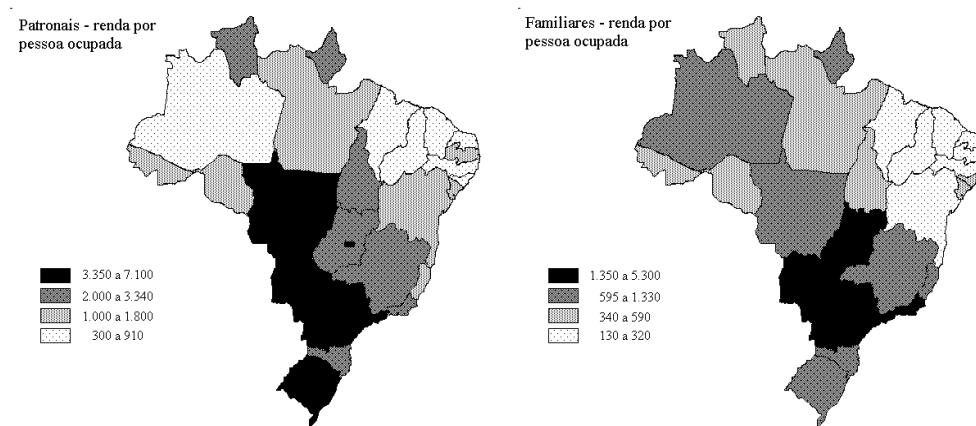 Patronais - renda por
pessoa ocupada
3.350 a 7.100
2.000 a 3.340
1.000 a 1.800
300 a 910
Familiares - renda por
pessoa ocupada
1.350 a 5.300
595 a 1.330
340 a 590
130 a 320